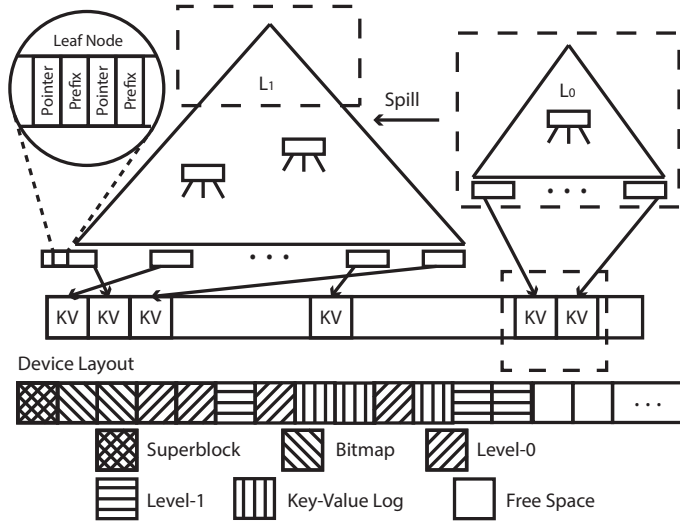 Leaf Node
Pointer
Prefix
Pointer
Prefix
L1
Spill
L0
. . .
. . .
KV KV KV KV KV KV
Device Layout
. . .
Superblock Bitmap Level-0
Level-1 Key-Value Log Free Space